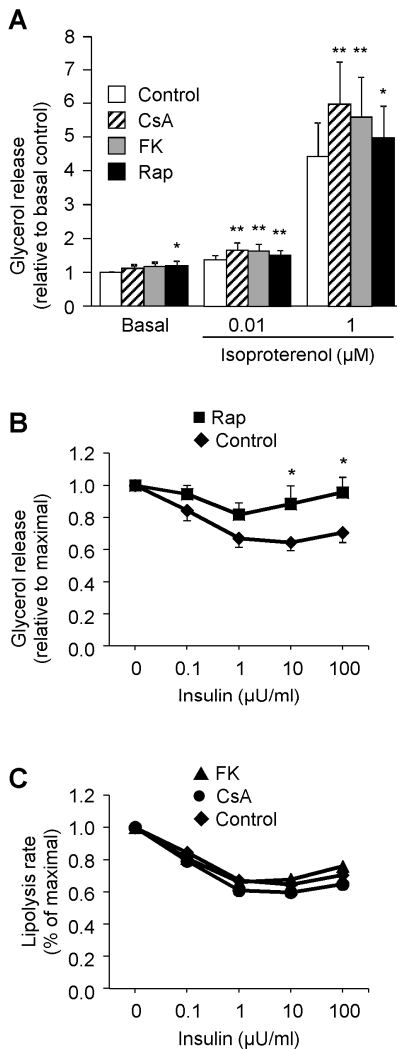 A
Glycerol release
(relative to basal control)
8
7
6
5
4
3
2
1
0
Control
CsA
FK
Rap
*
** ** **
** ** *
Basal 0.01 1
Isoproterenol (µM)
B
Rap
Control
Glycerol release
(relative to maximal)
1.2
1.0
0.8
0.6
0.4
0.2
0.0
* *
0 0.1 1 10 100
Insulin (µU/ml)
C
FK
CsA
Control
Lipolysis rate
(% of maximal)
1.2
1.0
0.8
0.6
0.4
0.2
0.0
0 0.1 1 10 100
Insulin (µU/ml)